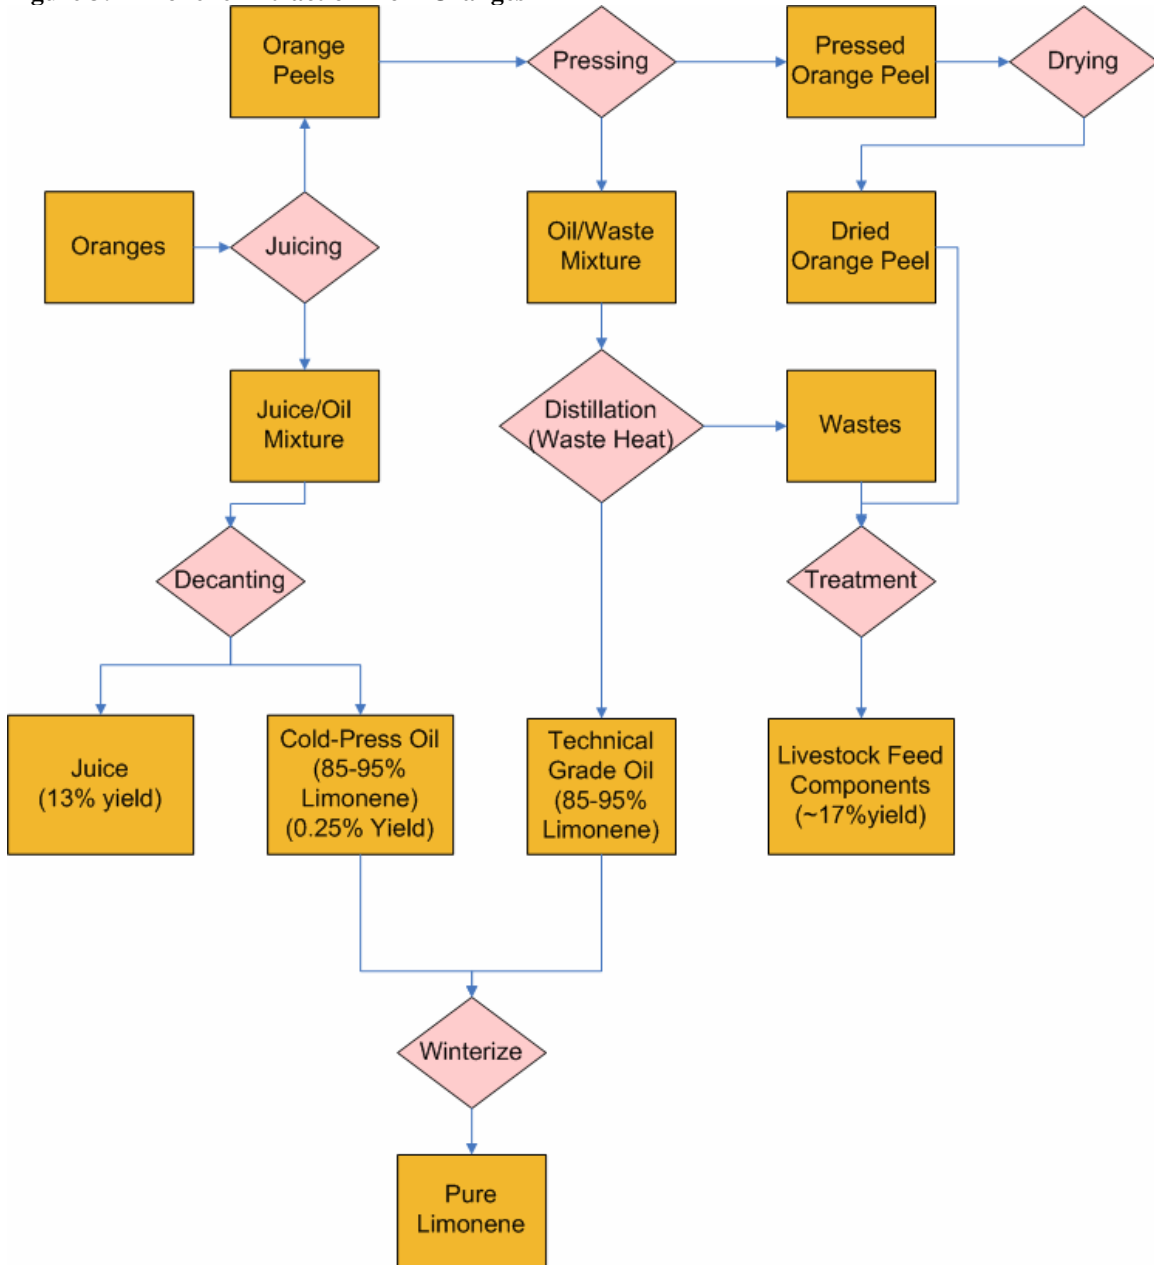 Orange
Peels
Pressing
Pressed
Orange Peel
Drying
Oranges
Juicing
Oil/Waste
Mixture
Dried
Orange Peel
Juice/Oil
Mixture
Distillation
(Waste Heat)
Wastes
Decanting
Treatment
Juice
(13% yield)
Cold-Press Oil
(85-95%
Limonene)
(0.25% Yield)
Technical
Grade Oil
(85-95%
Limonene)
Livestock Feed
Components
(~17%yield)
Winterize
Pure
Limonene